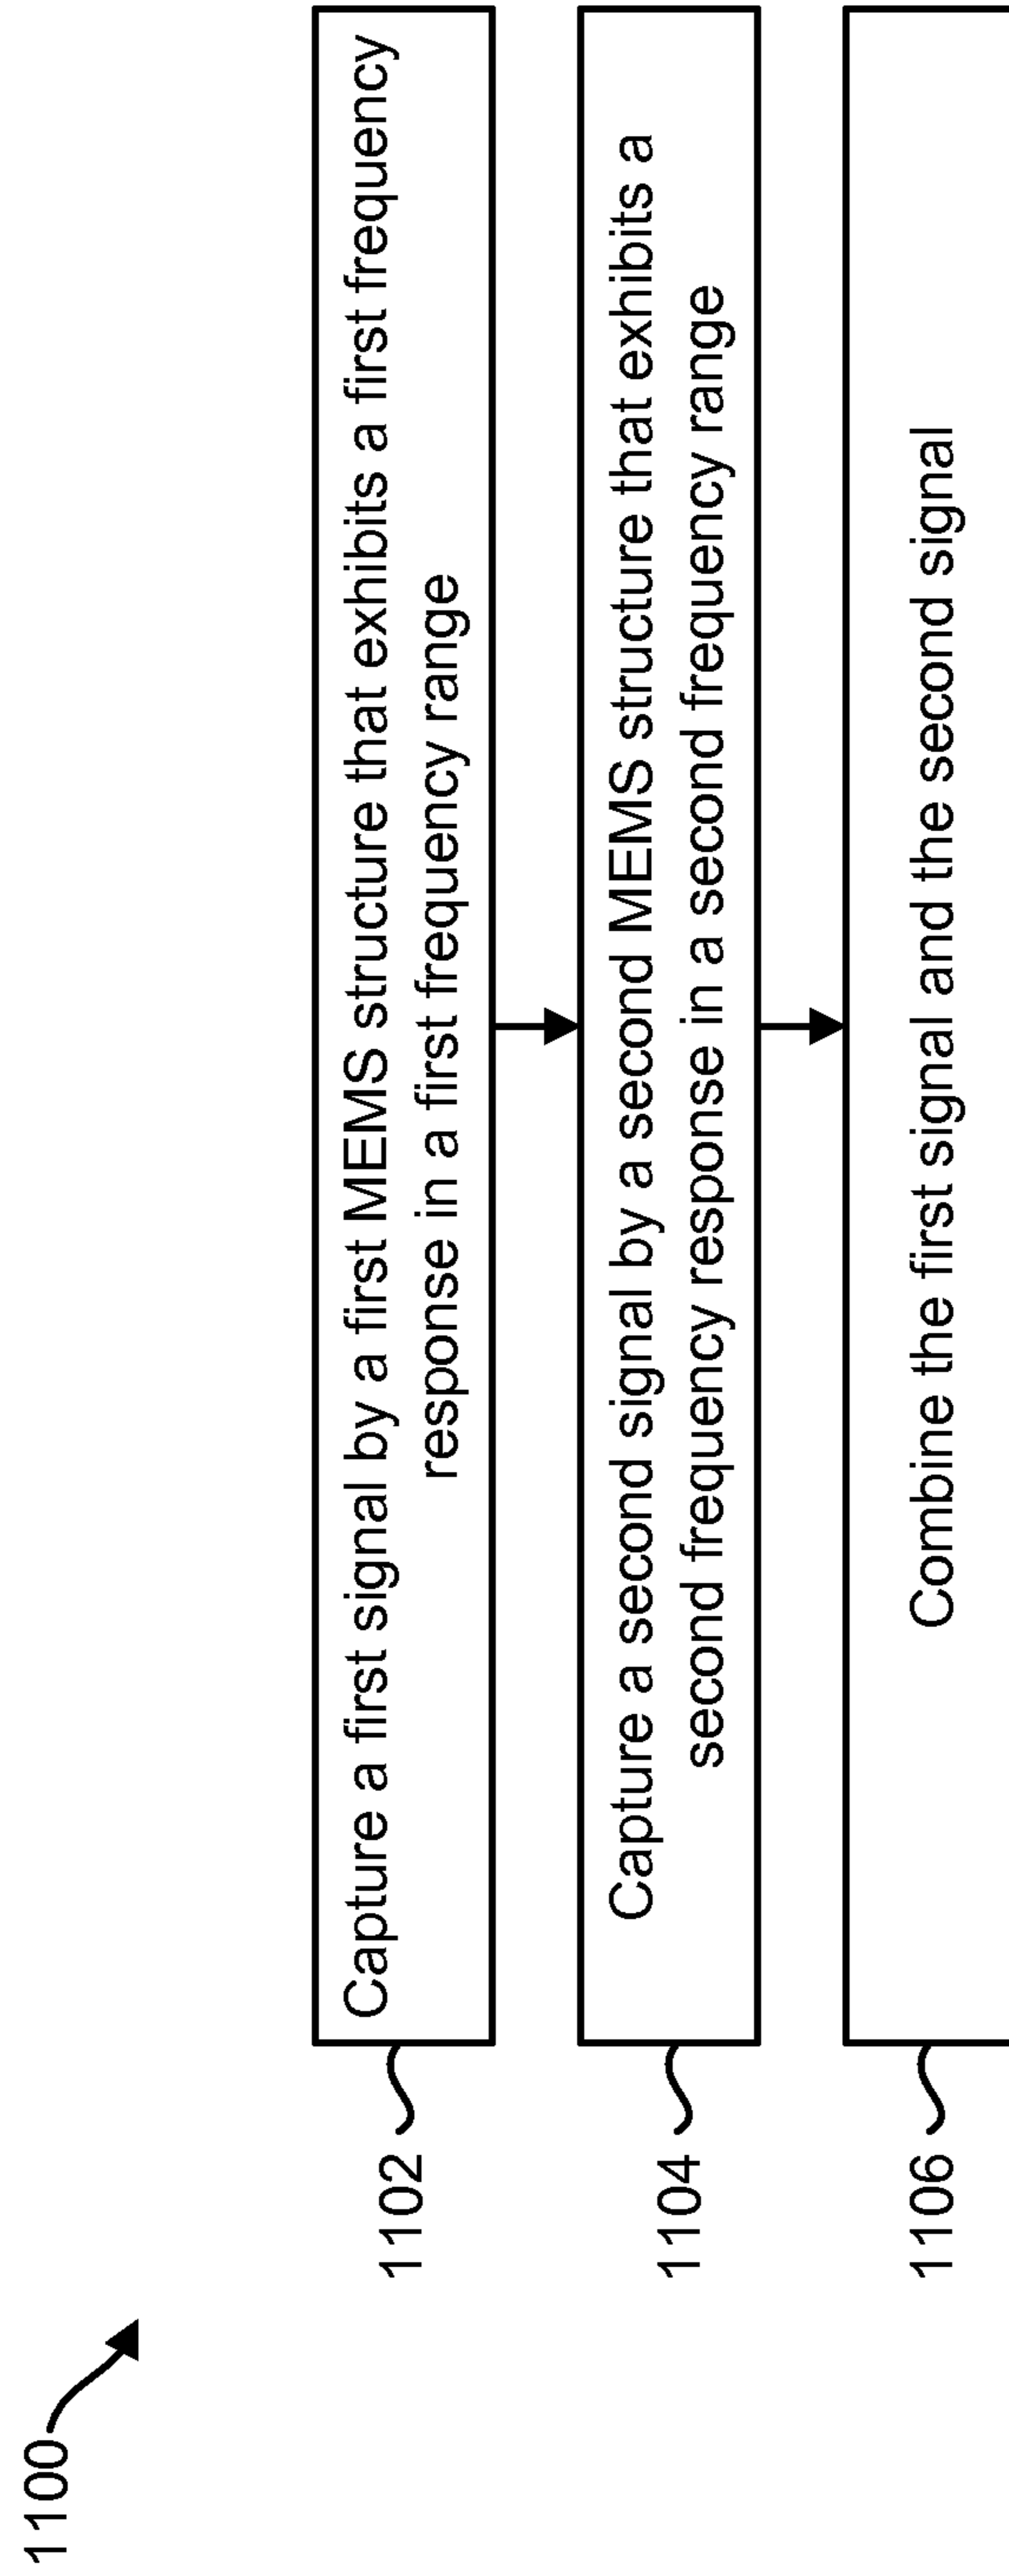 1100
1102
Capture a first signal by a first MEMS structure that exhibits a first frequency
response in a first frequency range
1104
Capture a second signal by a second MEMS structure that exhibits a
second frequency response in a second frequency range
1106
Combine the first signal and the second signal